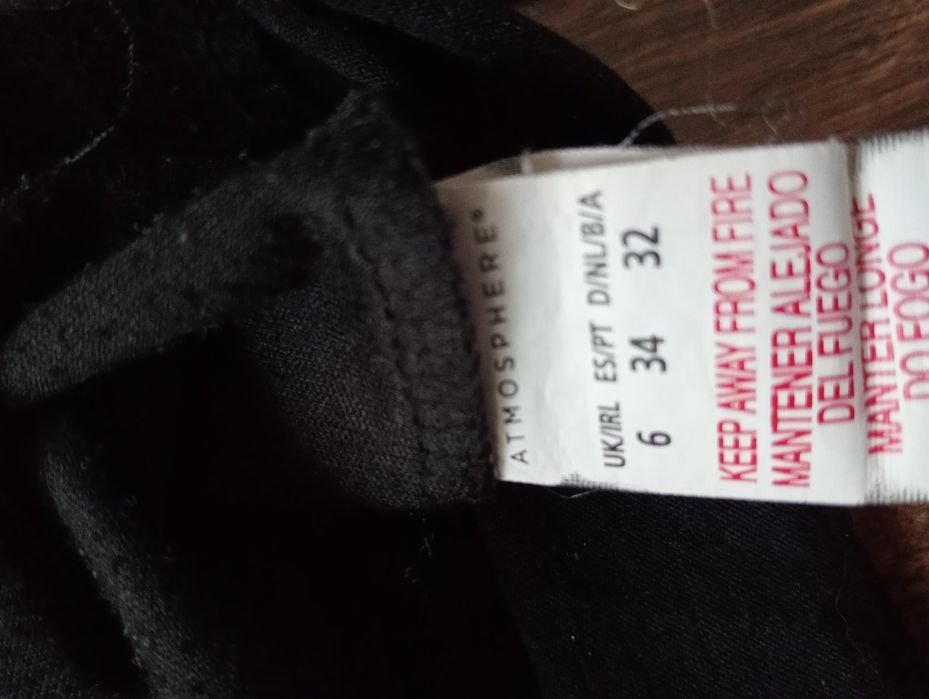 ATMOSPHERE®
UK/IRL ES/PT D/NL/B/A
6 34 32
KEEP AWAY FROM FIRE
MANTENER ALEJADO
DEL FUEGO
MANTER LONGE
DO FOGO